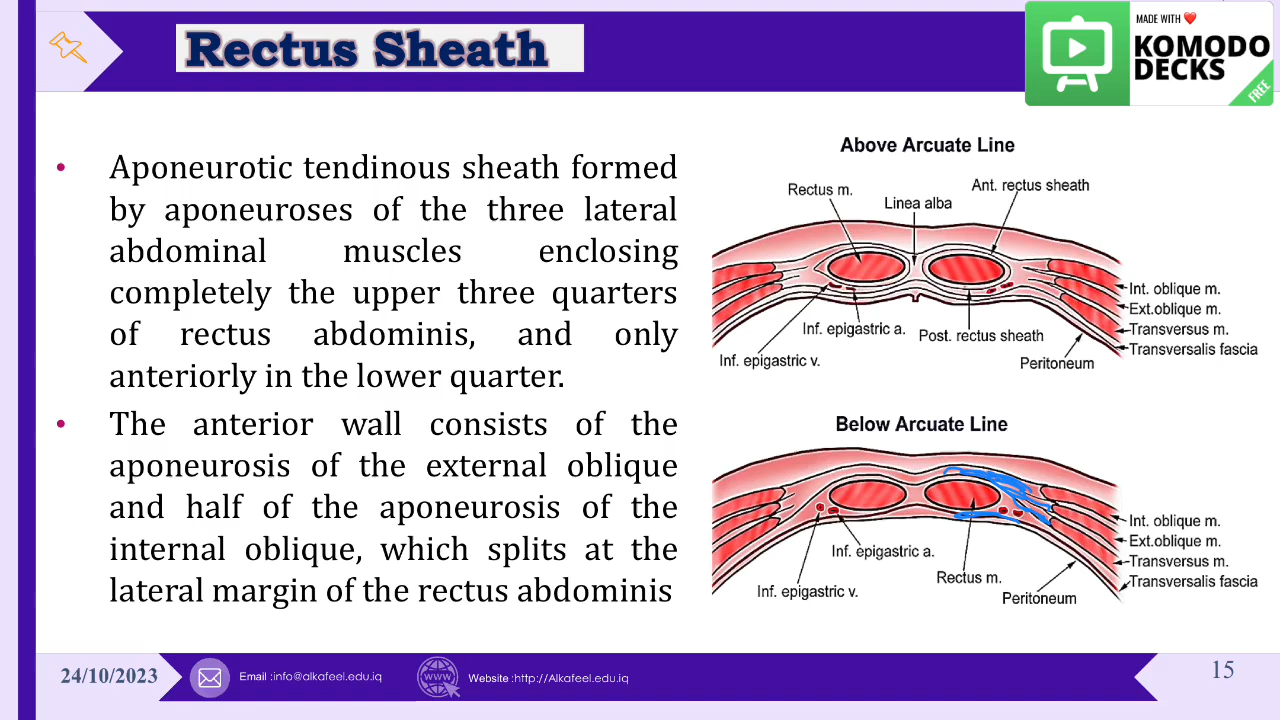 Rectus Sheath
MADE WITH ❤️
KOMODO
DECKS
FREE
• Aponeurotic tendinous sheath formed
by aponeuroses of the three lateral
abdominal muscles enclosing
completely the upper three quarters
of rectus abdominis, and only
anteriorly in the lower quarter.
• The anterior wall consists of the
aponeurosis of the external oblique
and half of the aponeurosis of the
internal oblique, which splits at the
lateral margin of the rectus abdominis
Above Arcuate Line
Rectus m.
Linea alba
Ant. rectus sheath
Int. oblique m.
Ext.oblique m.
Transversus m.
Transversalis fascia
Peritoneum
Post. rectus sheath
Inf. epigastric a.
Inf. epigastric v.
Below Arcuate Line
Int. oblique m.
Ext.oblique m.
Transversus m.
Transversalis fascia
Peritoneum
Rectus m.
Inf. epigastric a.
Inf. epigastric v.
24/10/2023
Email :info@alkafeel.edu.iq
www
Website :http://Alkafeel.edu.iq
15